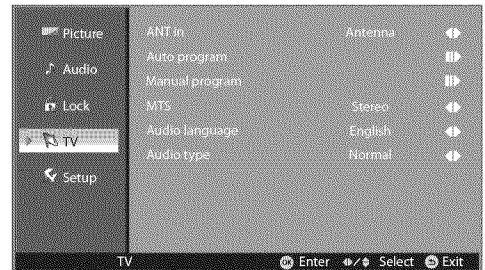 Picture
Audio
Lock
TV
Setup
ANT in Antenna
Auto program
Manual program
MTS Stereo
Audio language English
Audio type Normal
TV
OK Enter / Select Exit